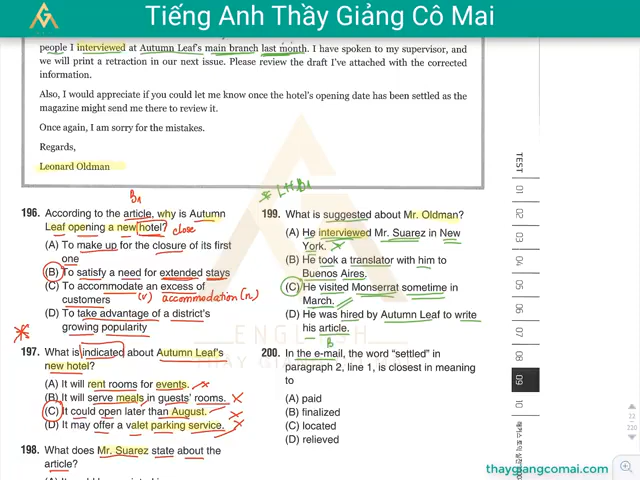 Tiếng Anh Thầy Giảng Cô Mai
people I interviewed at Autumn Leaf's main branch last month. I have spoken to my supervisor, and
we will print a retraction in our next issue. Please review the draft I've attached with the corrected
information.
Also, I would appreciate if you could let me know once the hotel's opening date has been settled as the
magazine might send me there to review it.
Once again, I am sorry for the mistakes.
Regards,
Leonard Oldman
B1
196. According to the article, why is Autumn
Leaf opening a new hotel? close
(A) To make up for the closure of its first
one
(B) To satisfy a need for extended stays
(C) To accommodate an excess of
customers (v) accommodation (n)
(D) To take advantage of a district's
growing popularity
197. What is indicated about Autumn Leaf's
new hotel?
(A) It will rent rooms for events.
(B) It will serve meals in guests' rooms.
(C) It could open later than August.
(D) It may offer a valet parking service.
198. What does Mr. Suarez state about the
article?
199. What is suggested about Mr. Oldman?
(A) He interviewed Mr. Suarez in New
York.
(B) He took a translator with him to
Buenos Aires.
(C) He visited Monserrat sometime in
March.
(D) He was hired by Autumn Leaf to write
his article.
B
200. In the e-mail, the word "settled" in
paragraph 2, line 1, is closest in meaning
to
(A) paid
(B) finalized
(C) located
(D) relieved
ENGLISH
THAY GIANG
TEST
01
02
03
04
05
06
07
08
09
10
22
220
thaygiangcomai.com